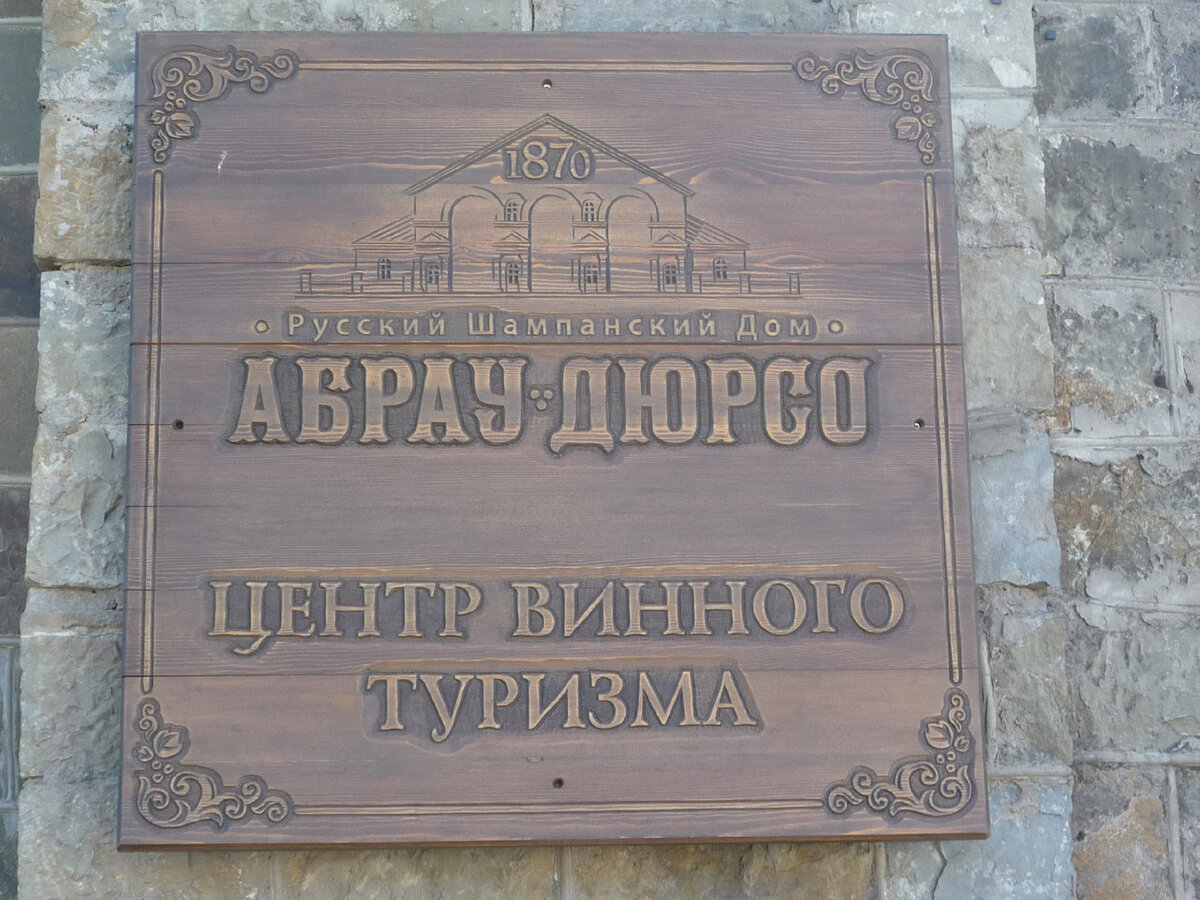 1870
• Русский Шампанский Дом •
АБРАУ-ДЮРСО
ЦЕНТР ВИННОГО
ТУРИЗМА